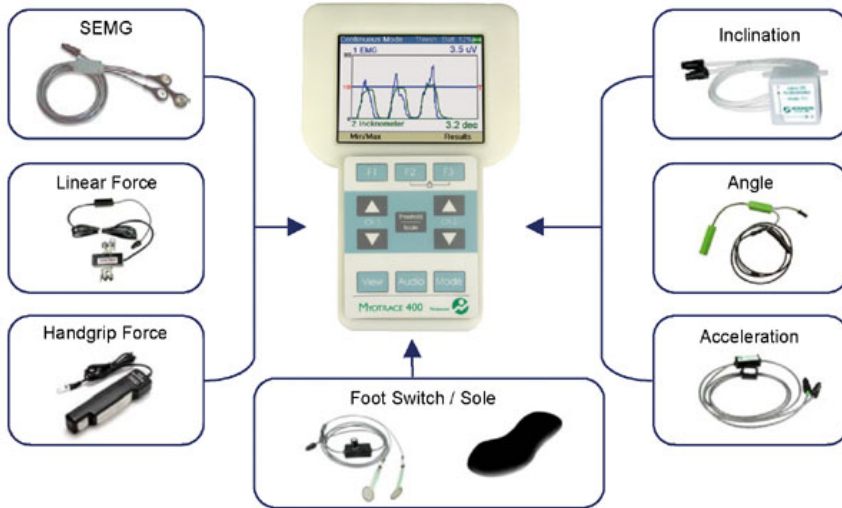 SEMG
Linear Force
Handgrip Force
Continuous Mode
1 EMG 3.5 uV
2 Inclinometer 3.2 deg
Min/Max Results
F1 F2 F3
Threshold
View Audio Mode
MYOTRACE 400
Foot Switch / Sole
Inclination
Angle
Acceleration